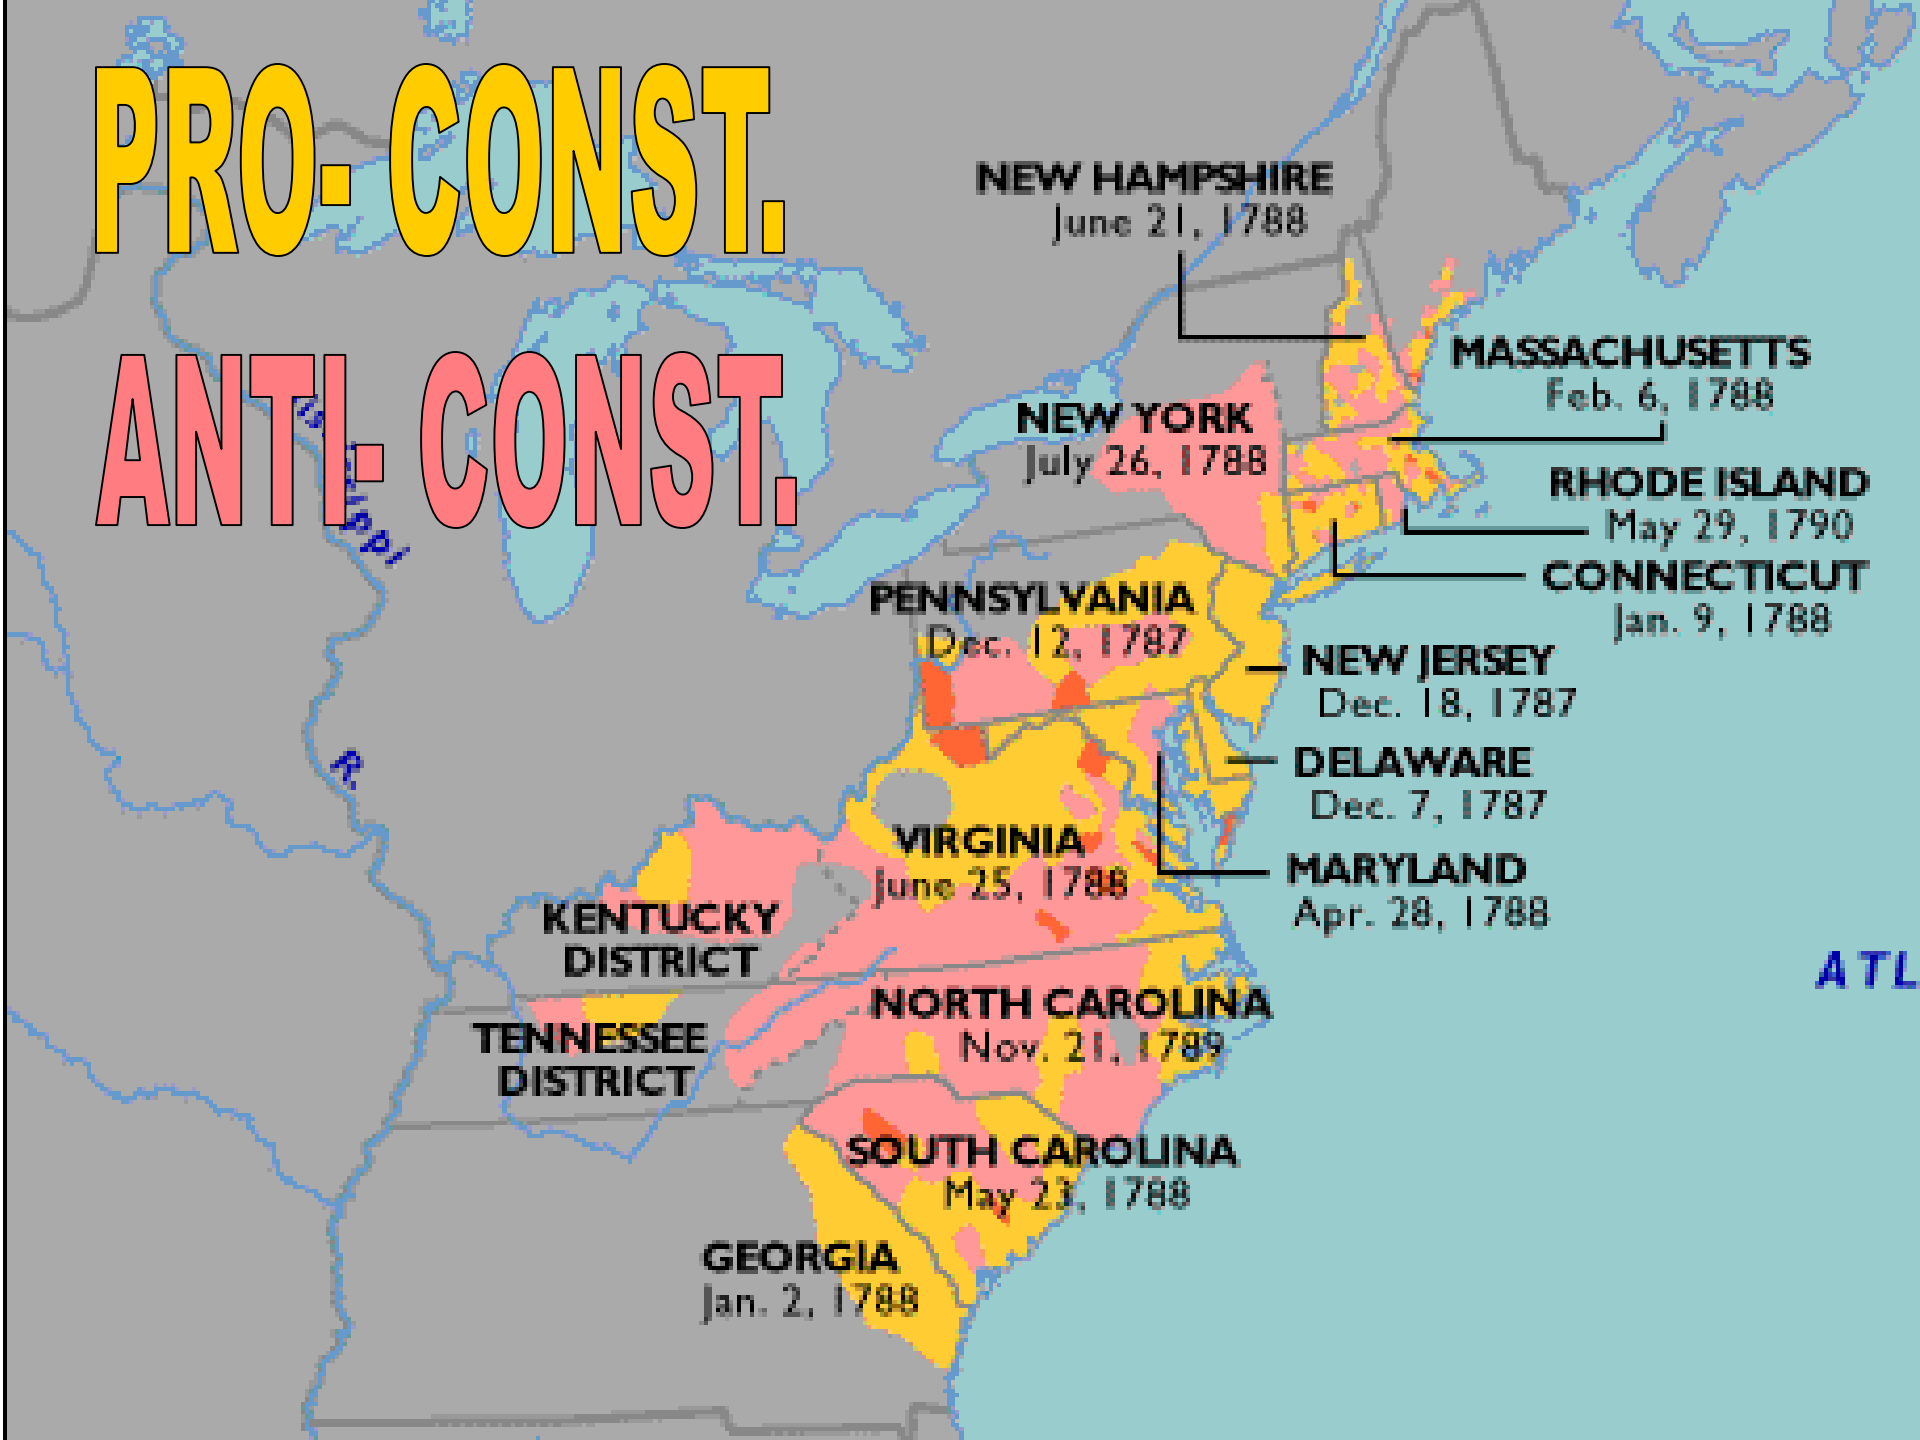 PRO- CONST.
ANTI- CONST.
NEW HAMPSHIRE
June 21, 1788
MASSACHUSETTS
Feb. 6, 1788
NEW YORK
July 26, 1788
RHODE ISLAND
May 29, 1790
CONNECTICUT
Jan. 9, 1788
PENNSYLVANIA
Dec. 12, 1787
NEW JERSEY
Dec. 18, 1787
DELAWARE
Dec. 7, 1787
VIRGINIA
June 25, 1788
MARYLAND
Apr. 28, 1788
KENTUCKY
DISTRICT
NORTH CAROLINA
Nov. 21, 1789
TENNESSEE
DISTRICT
SOUTH CAROLINA
May 23, 1788
GEORGIA
Jan. 2, 1788
R.
ATL